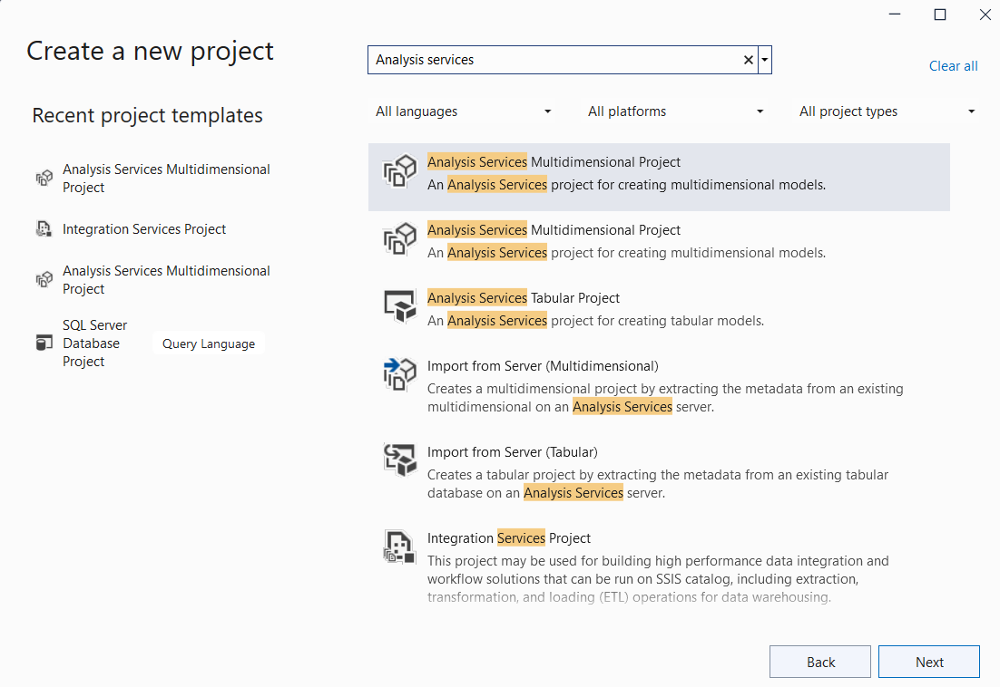 Create a new project
Analysis services
Clear all
Recent project templates
All languages
All platforms
All project types
Analysis Services Multidimensional
Project
Integration Services Project
Analysis Services Multidimensional
Project
SQL Server
Database
Project
Query Language
Analysis Services Multidimensional Project
An Analysis Services project for creating multidimensional models.
Analysis Services Multidimensional Project
An Analysis Services project for creating multidimensional models.
Analysis Services Tabular Project
An Analysis Services project for creating tabular models.
Import from Server (Multidimensional)
Creates a multidimensional project by extracting the metadata from an existing
multidimensional on an Analysis Services server.
Import from Server (Tabular)
Creates a tabular project by extracting the metadata from an existing tabular
database on an Analysis Services server.
Integration Services Project
This project may be used for building high performance data integration and
workflow solutions that can be run on SSIS catalog, including extraction,
transformation, and loading (ETL) operations for data warehousing.
Back
Next